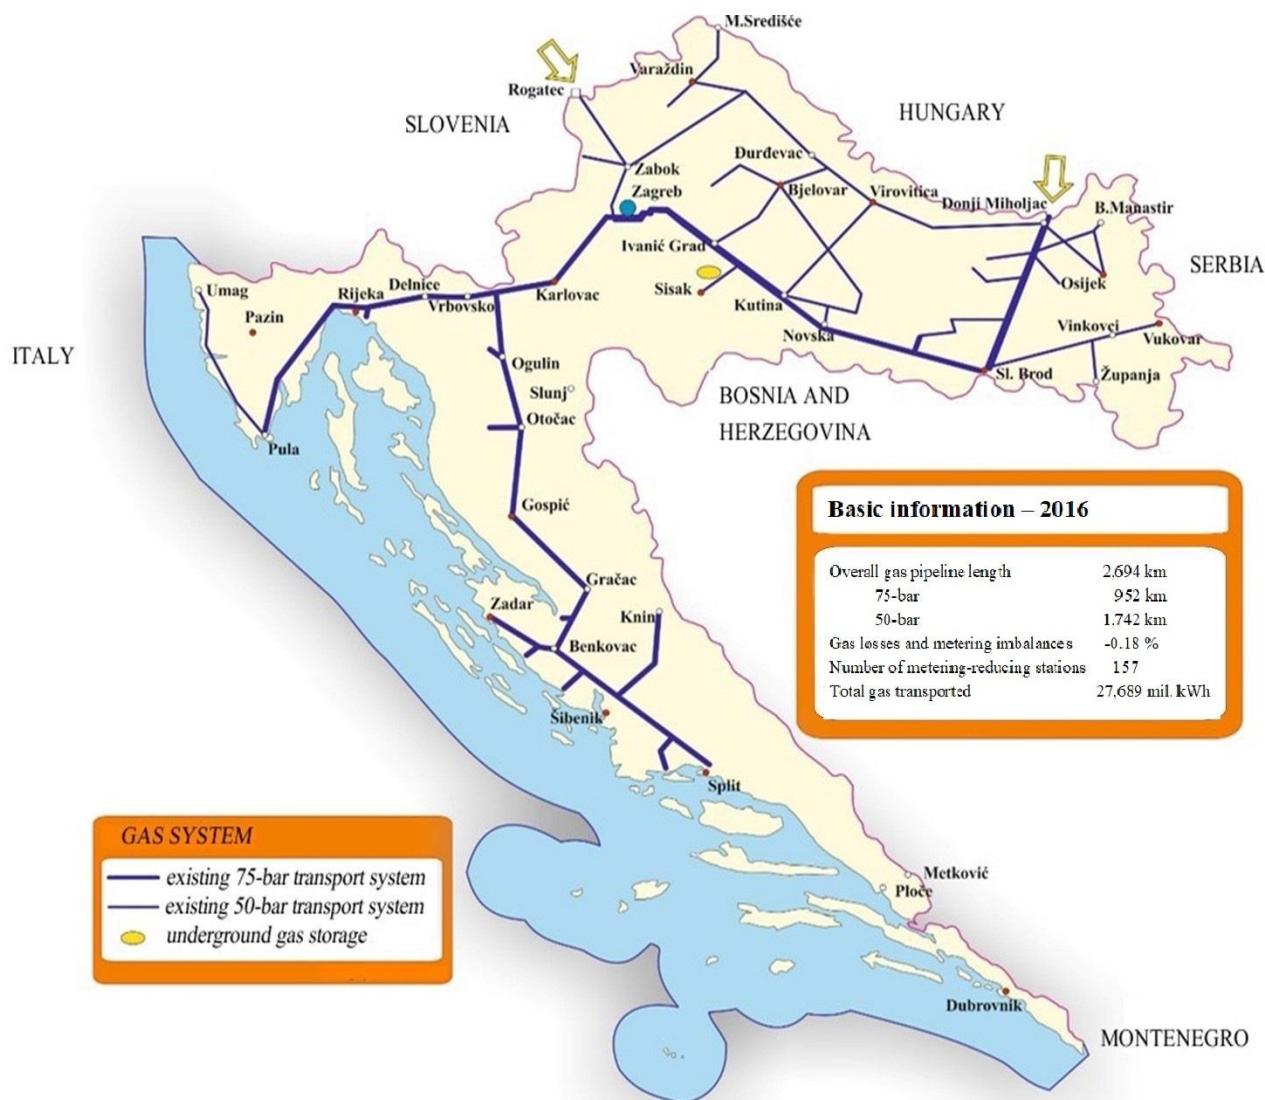 M.Središće
Varaždin
Rogatec
SLOVENIA
HUNGARY
Đurđevac
Zabok
Zagreb
Bjelovar
Virovitica
Donji Miholjac
B.Manastir
Ivanić Grad
SERBIA
Umag
Pazin
Rijeka
Delnice
Vrbovsko
Karlovac
Sisak
Kutina
Novska
Osijek
Vinkovci
Vukovar
ITALY
Ogulin
Slunj
Sl. Brod
Županja
BOSNIA AND
HERZEGOVINA
Otočac
Pula
Gospić
Basic information – 2016
Overall gas pipeline length 2.694 km
75-bar 952 km
50-bar 1.742 km
Gas losses and metering imbalances -0.18 %
Number of metering-reducing stations 157
Total gas transported 27,689 mil. kWh
Gračac
Zadar
Knin
Benkovac
Šibenik
Split
GAS SYSTEM
existing 75-bar transport system
existing 50-bar transport system
underground gas storage
Metković
Ploče
Dubrovnik
MONTENEGRO